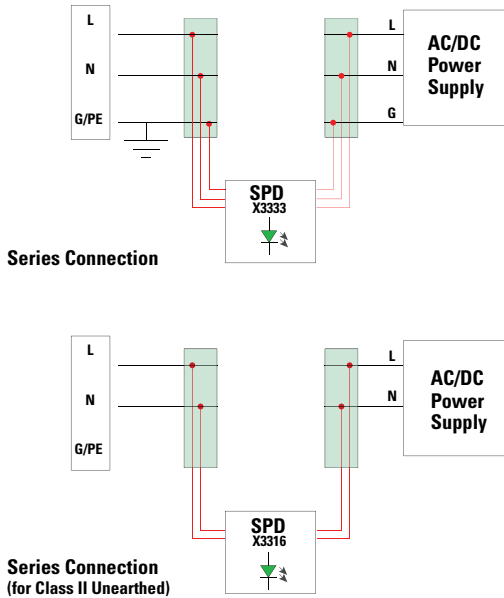 L
N
G/PE
L
N
G
AC/DC
Power
Supply
SPD
X3333
Series Connection
L
N
G/PE
L
N
AC/DC
Power
Supply
SPD
X3316
Series Connection
(for Class II Unearthed)